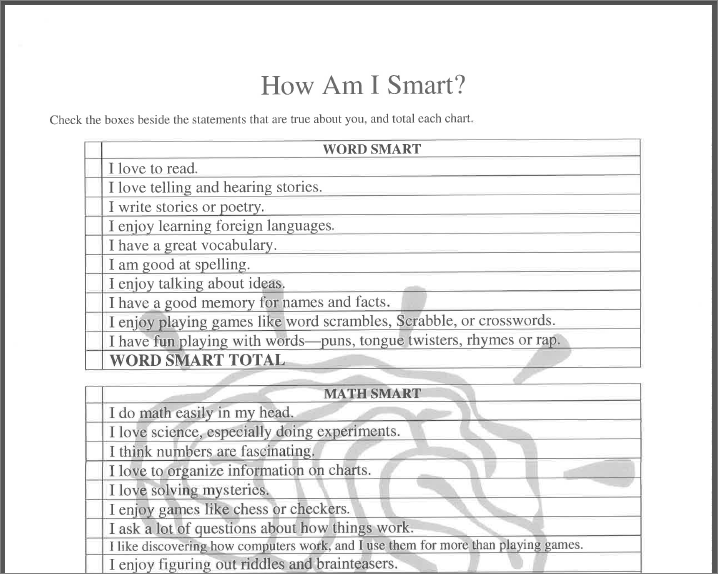 How Am I Smart?
Check the boxes beside the statements that are true about you, and total each chart.
WORD SMART
I love to read.
I love telling and hearing stories.
I write stories or poetry.
I enjoy learning foreign languages.
I have a great vocabulary.
I am good at spelling.
I enjoy talking about ideas.
I have a good memory for names and facts.
I enjoy playing games like word scrambles, Scrabble, or crosswords.
I have fun playing with words—puns, tongue twisters, rhymes or rap.
WORD SMART TOTAL
MATH SMART
I do math easily in my head.
I love science, especially doing experiments.
I think numbers are fascinating.
I love to organize information on charts.
I love solving mysteries.
I enjoy games like chess or checkers.
I ask a lot of questions about how things work.
I like discovering how computers work, and I use them for more than playing games.
I enjoy figuring out riddles and brainteasers.